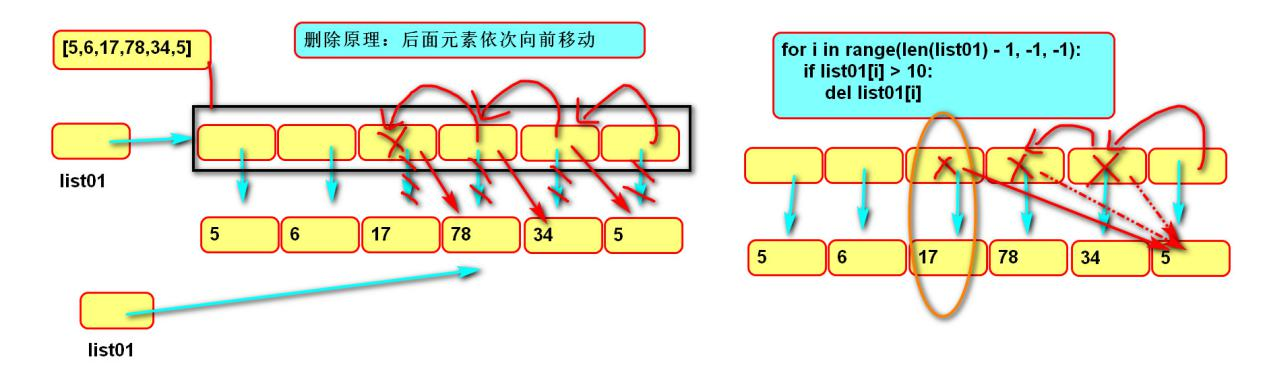 [5,6,17,78,34,5]
删除原理：后面元素依次向前移动
list01
5 6 17 78 34 5
list01
for i in range(len(list01) - 1, -1, -1):
if list01[i] > 10:
del list01[i]
5 6 17 78 34 5